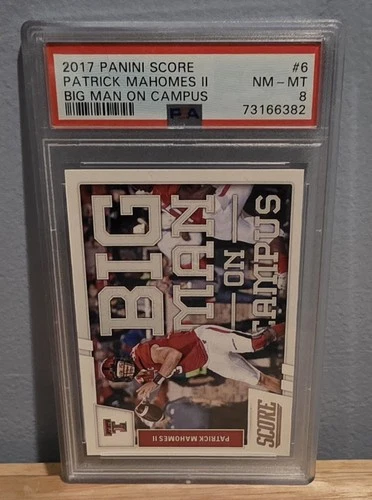 2017 PANINI SCORE #6
PATRICK MAHOMES II NM - MT
BIG MAN ON CAMPUS 8
PSA 73166382
BIG
MAN
ON
CAMPUS
PATRICK MAHOMES II
SCORE